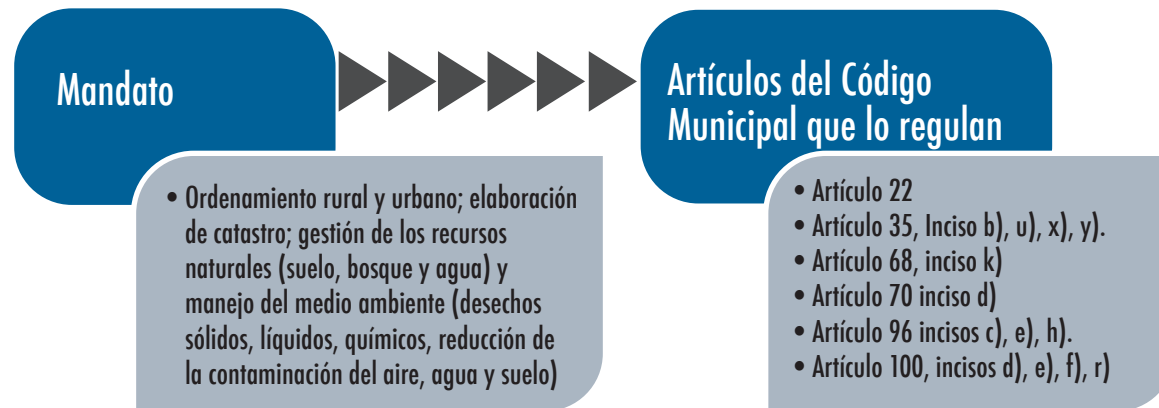 Mandato
• Ordenamiento rural y urbano; elaboración
de catastro; gestión de los recursos
naturales (suelo, bosque y agua) y
manejo del medio ambiente (desechos
sólidos, líquidos, químicos, reducción de
la contaminación del aire, agua y suelo)
Artículos del Código
Municipal que lo regulan
• Artículo 22
• Artículo 35, Inciso b), u), x), y).
• Artículo 68, inciso k)
• Artículo 70 inciso d)
• Artículo 96 incisos c), e), h).
• Artículo 100, incisos d), e), f), r)